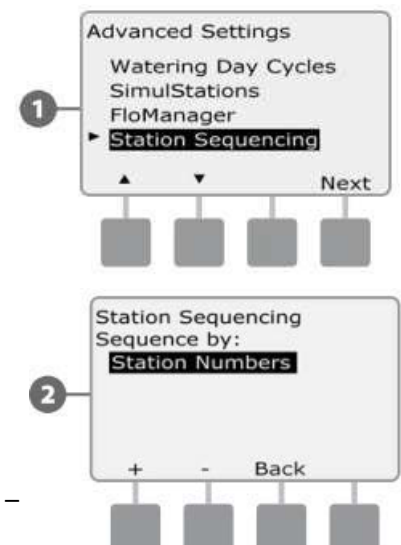 Advanced Settings
Watering Day Cycles
SimulStations
FloManager
► Station Sequencing
▲ ▼ Next
1
Station Sequencing
Sequence by:
Station Numbers
+ - Back
2
–